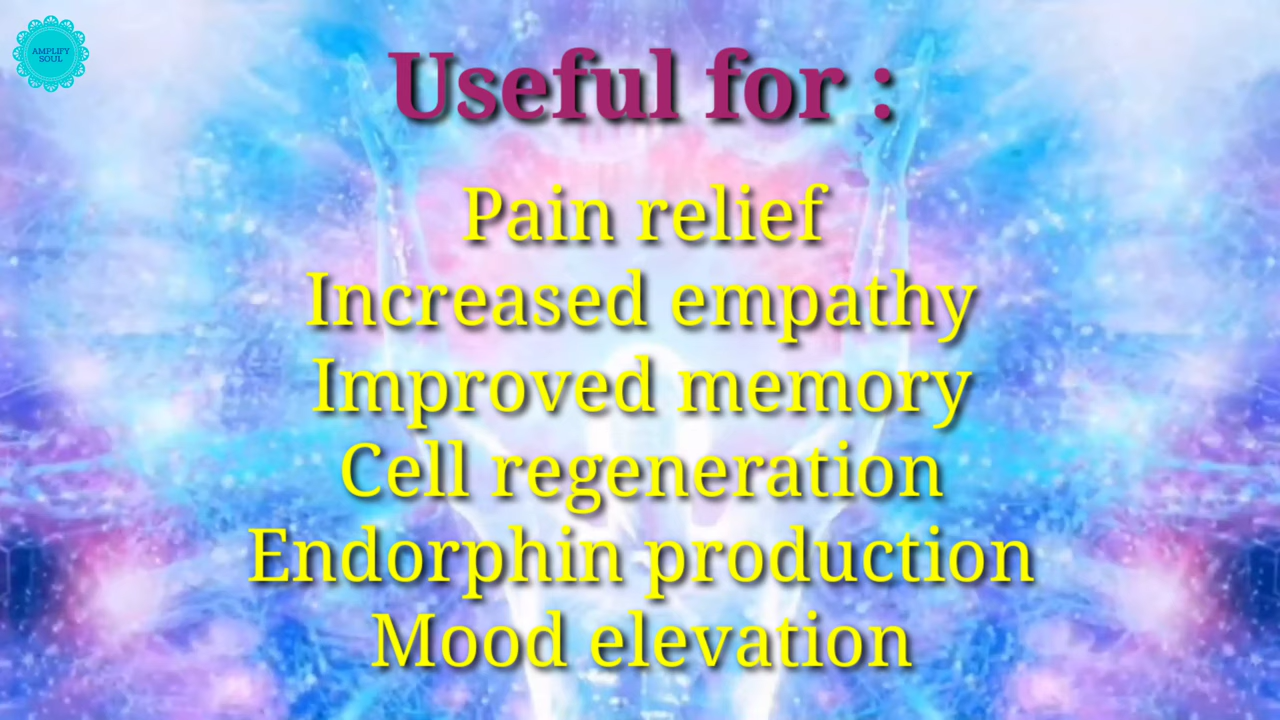 AMPLIFY
SOUL
Useful for :
Pain relief
Increased empathy
Improved memory
Cell regeneration
Endorphin production
Mood elevation